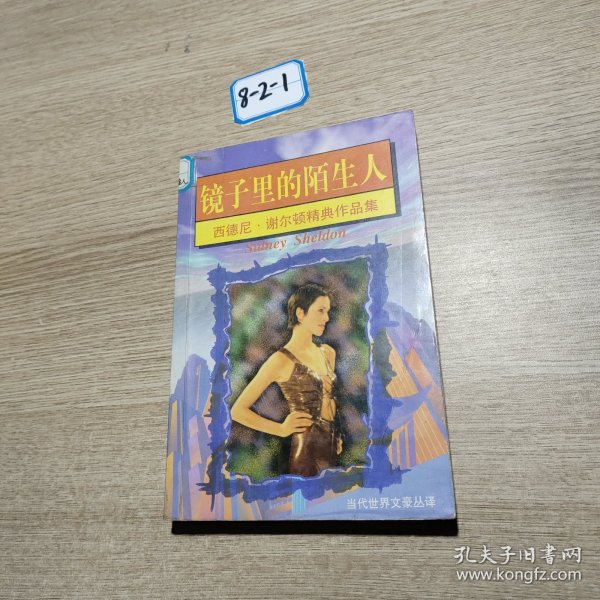 8-2-1
镜子里的陌生人
西德尼·谢尔顿精典作品集
Sidney Sheldon
当代世界文豪丛译
孔夫子旧书网
www.kongfz.com